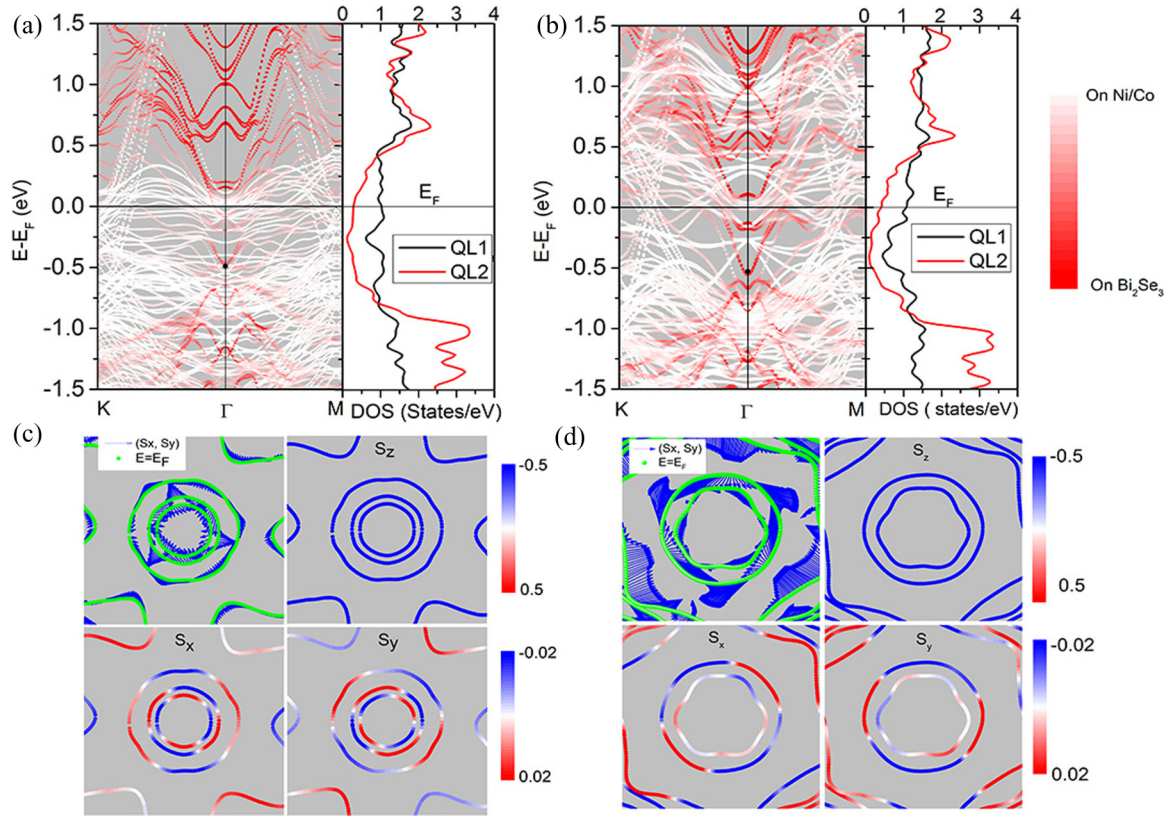 (a)
1.5
1.0
0.5
0.0
-0.5
-1.0
-1.5
E-E_F (eV)
K Γ M
0 1 2 3 4
E_F
QL1
QL2
DOS (States/eV)
(b)
1.5
1.0
0.5
0.0
-0.5
-1.0
-1.5
E-E_F (eV)
K Γ M
0 1 2 3 4
E_F
QL1
QL2
DOS ( states/eV)
On Ni/Co
On Bi₂Se₃
(c)
(Sx, Sy)
E=E_F
S_z
-0.5
0.5
S_x
S_y
-0.02
0.02
(d)
(Sx, Sy)
E=E_F
S_z
-0.5
0.5
S_x
S_y
-0.02
0.02